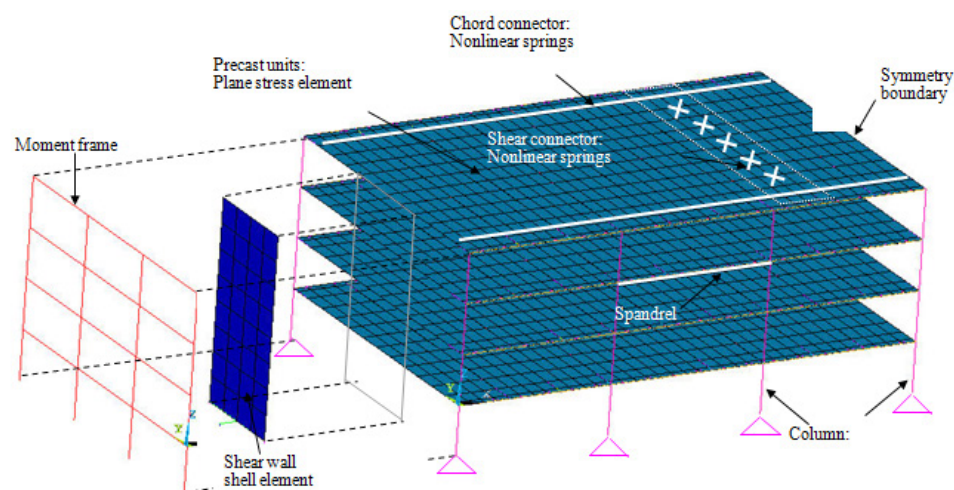 Chord connector:
Nonlinear springs
Precast units:
Plane stress element
Symmetry
boundary
Shear connector:
Nonlinear springs
Moment frame
Spandrel
Column:
Shear wall
shell element
Y
Z
Y
Z
X